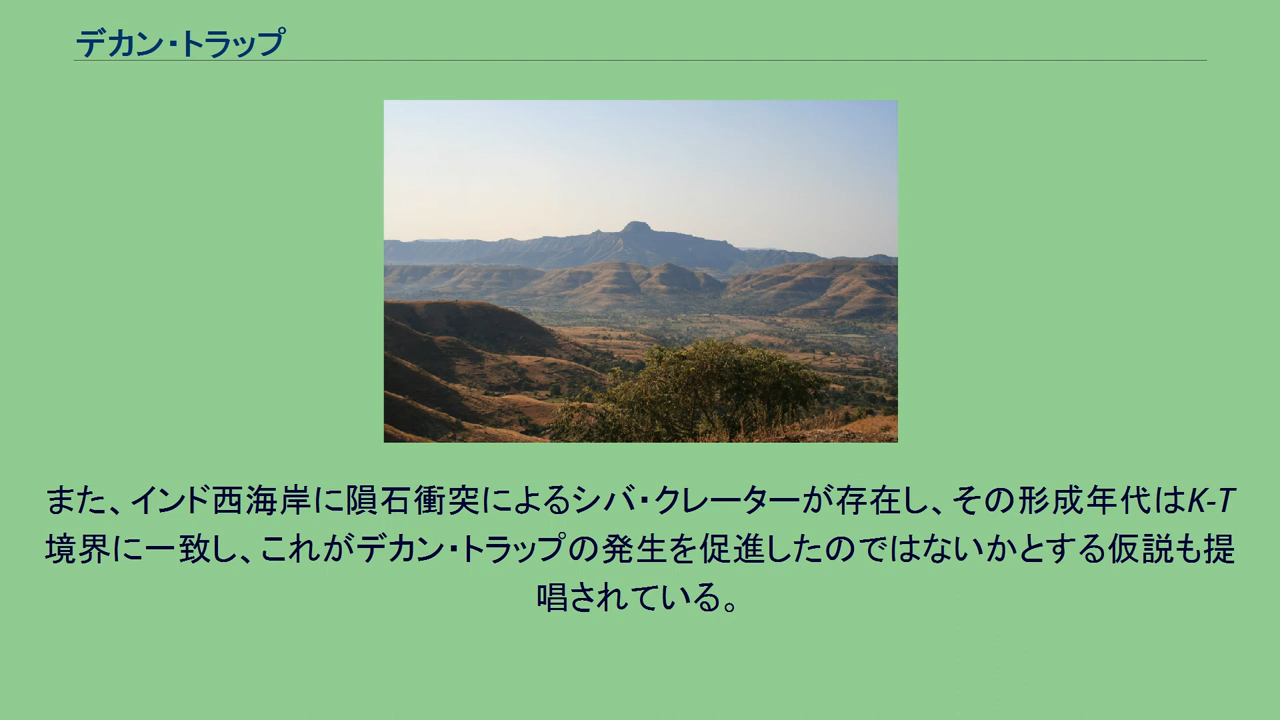 デカン・トラップ
また、インド西海岸に隕石衝突によるシバ・クレーターが存在し、その形成年代はK-T
境界に一致し、これがデカン・トラップの発生を促進したのではないかとする仮説も提
唱されている。